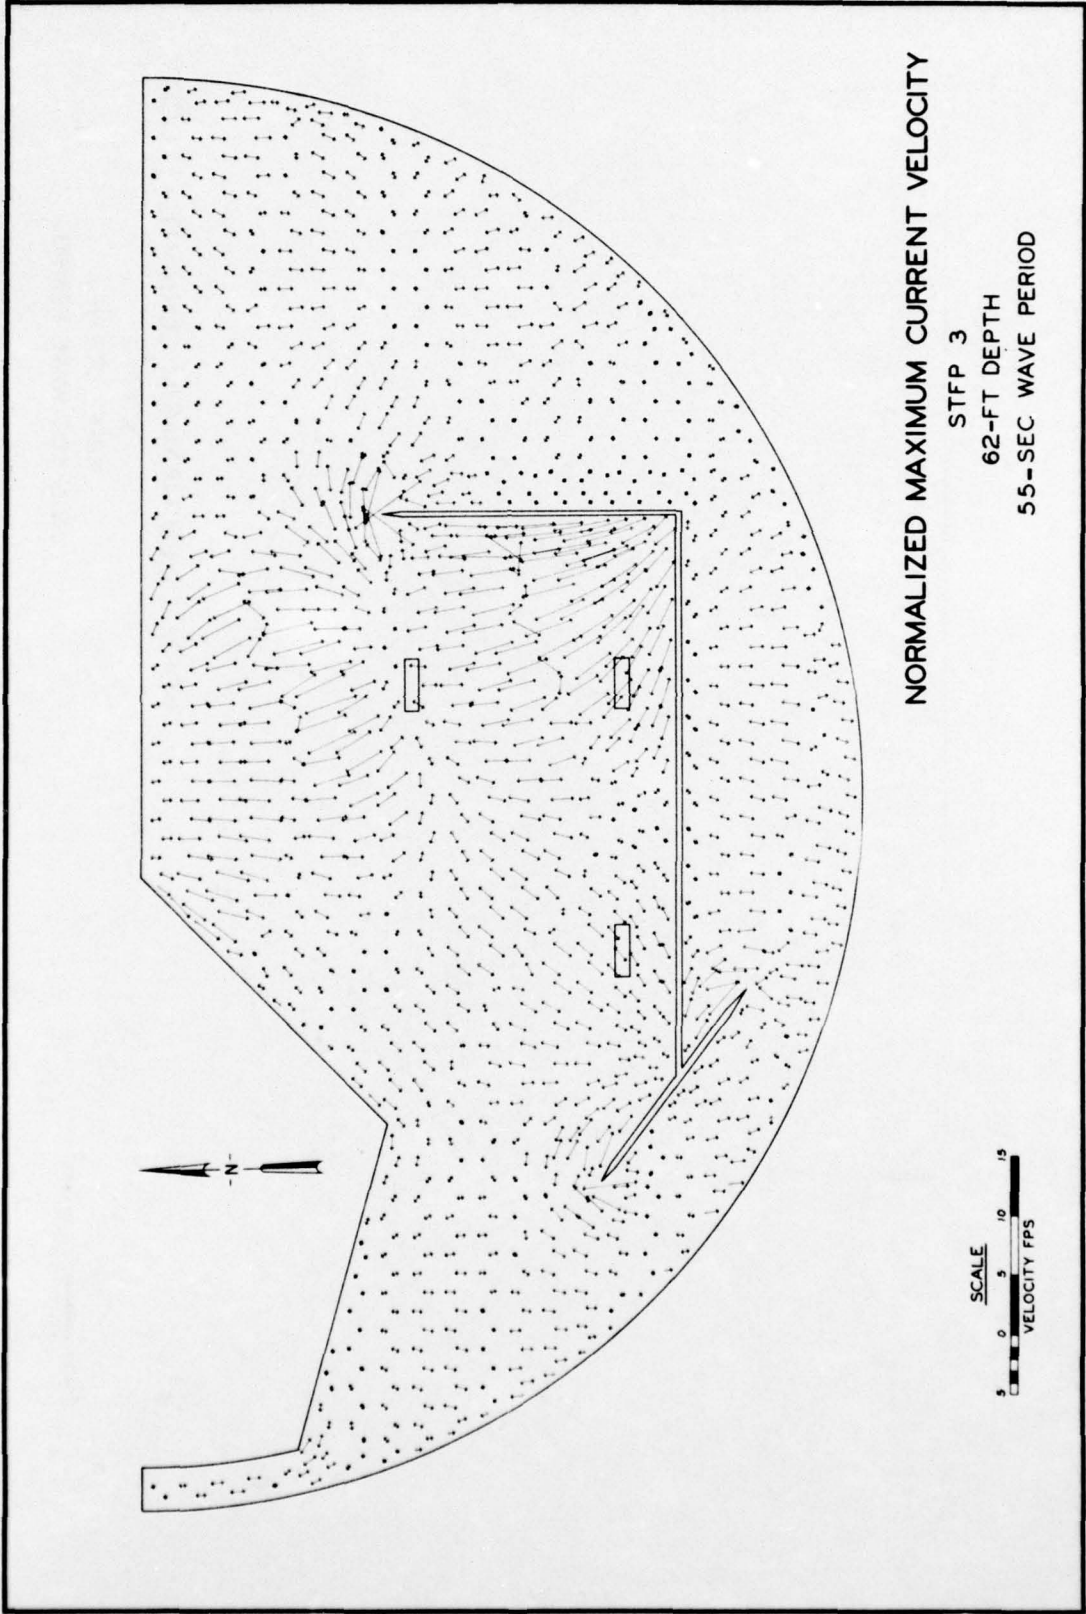 NORMALIZED MAXIMUM CURRENT VELOCITY
STFP 3
62-FT DEPTH
55-SEC WAVE PERIOD
-N-
SCALE
5 0 5 10 15
VELOCITY FPS